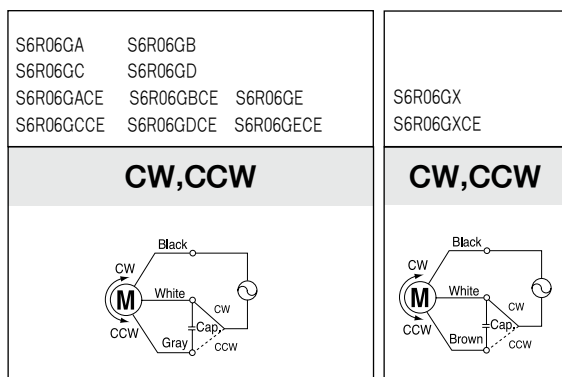 S6R06GA S6R06GB
S6R06GC S6R06GD
S6R06GACE S6R06GBCE S6R06GE
S6R06GCCE S6R06GDCE S6R06GECE
CW,CCW
Black
CW
White
M
CW
Cap.
CCW
Gray
CCW
S6R06GX
S6R06GXCE
CW,CCW
Black
CW
White
M
CW
Cap.
CCW
Brown
CCW